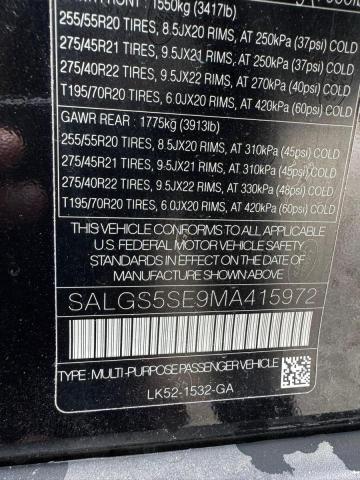 1550kg (3417lb)
255/55R20 TIRES, 8.5JX20 RIMS, AT 250kPa (37psi) COLD
275/45R21 TIRES, 9.5JX21 RIMS, AT 250kPa (37psi) COLD
275/40R22 TIRES, 9.5JX22 RIMS, AT 270kPa (40psi) COLD
T195/70R20 TIRES, 6.0JX20 RIMS, AT 420kPa (60psi) COLD
GAWR REAR : 1775kg (3913lb)
255/55R20 TIRES, 8.5JX20 RIMS, AT 310kPa (45psi) COLD
275/45R21 TIRES, 9.5JX21 RIMS, AT 310kPa (45psi) COLD
275/40R22 TIRES, 9.5JX22 RIMS, AT 330kPa (48psi) COLD
T195/70R20 TIRES, 6.0JX20 RIMS, AT 420kPa (60psi) COLD
THIS VEHICLE CONFORMS TO ALL APPLICABLE
U.S. FEDERAL MOTOR VEHICLE SAFETY
STANDARDS IN EFFECT ON THE DATE OF
MANUFACTURE SHOWN ABOVE.
SALGS5SE9MA415972
TYPE: MULTI-PURPOSE PASSENGER VEHICLE
LK52-1532-GA